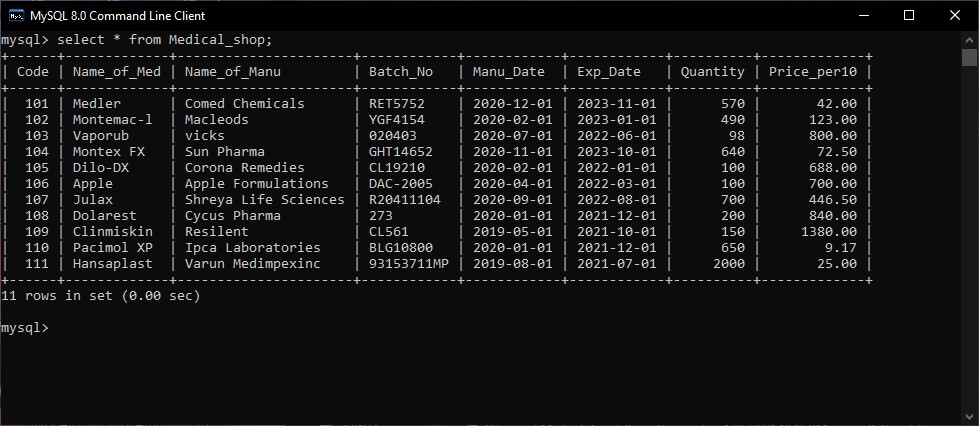 MySQL 8.0 Command Line Client
mysql> select * from Medical_shop;
+------+-------------+----------------------+------------+------------+------------+----------+-------------+
| Code | Name_of_Med | Name_of_Manu         | Batch_No   | Manu_Date  | Exp_Date   | Quantity | Price_per10 |
+------+-------------+----------------------+------------+------------+------------+----------+-------------+
|  101 | Medler      | Comed Chemicals      | RET5752    | 2020-12-01 | 2023-11-01 |      570 |       42.00 |
|  102 | Montemac-l  | Macleods             | YGF4154    | 2020-02-01 | 2023-01-01 |      490 |      123.00 |
|  103 | Vaporub     | vicks                | 020403     | 2020-07-01 | 2022-06-01 |       98 |      800.00 |
|  104 | Montex FX   | Sun Pharma           | GHT14652   | 2020-11-01 | 2023-10-01 |      640 |       72.50 |
|  105 | Dilo-DX     | Corona Remedies      | CL19210    | 2020-02-01 | 2022-01-01 |      100 |      688.00 |
|  106 | Apple       | Apple Formulations   | DAC-2005   | 2020-04-01 | 2022-03-01 |      100 |      700.00 |
|  107 | Julax       | Shreya Life Sciences | R20411104  | 2020-09-01 | 2022-08-01 |      700 |      446.50 |
|  108 | Dolarest    | Cycus Pharma         | 273        | 2020-01-01 | 2021-12-01 |      200 |      840.00 |
|  109 | Clinmiskin  | Resilent             | CL561      | 2019-05-01 | 2021-10-01 |      150 |     1380.00 |
|  110 | Pacimol XP  | Ipca Laboratories    | BLG10800   | 2020-01-01 | 2021-12-01 |      650 |        9.17 |
|  111 | Hansaplast  | Varun Medimpexinc    | 93153711MP | 2019-08-01 | 2021-07-01 |     2000 |       25.00 |
+------+-------------+----------------------+------------+------------+------------+----------+-------------+
11 rows in set (0.00 sec)
mysql>